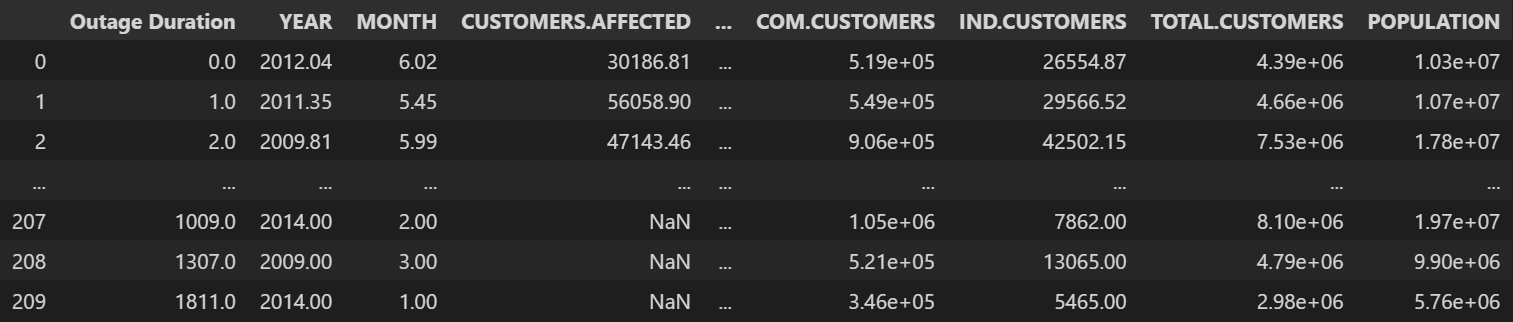 Outage Duration YEAR MONTH CUSTOMERS.AFFECTED ... COM.CUSTOMERS IND.CUSTOMERS TOTAL.CUSTOMERS POPULATION
0 0.0 2012.04 6.02 30186.81 ... 5.19e+05 26554.87 4.39e+06 1.03e+07
1 1.0 2011.35 5.45 56058.90 ... 5.49e+05 29566.52 4.66e+06 1.07e+07
2 2.0 2009.81 5.99 47143.46 ... 9.06e+05 42502.15 7.53e+06 1.78e+07
... ... ... ... ... ... ... ... ... ...
207 1009.0 2014.00 2.00 NaN ... 1.05e+06 7862.00 8.10e+06 1.97e+07
208 1307.0 2009.00 3.00 NaN ... 5.21e+05 13065.00 4.79e+06 9.90e+06
209 1811.0 2014.00 1.00 NaN ... 3.46e+05 5465.00 2.98e+06 5.76e+06